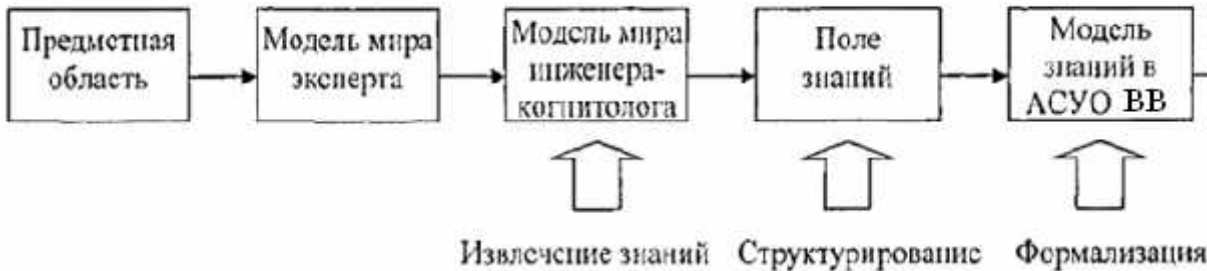 Предметная
область
Модель мира
эксперта
Модель мира
инженера-
когнитолога
Поле
знаний
Модель
знаний в
АСУО ВВ
Извлечение знаний
Структурирование
Формализация